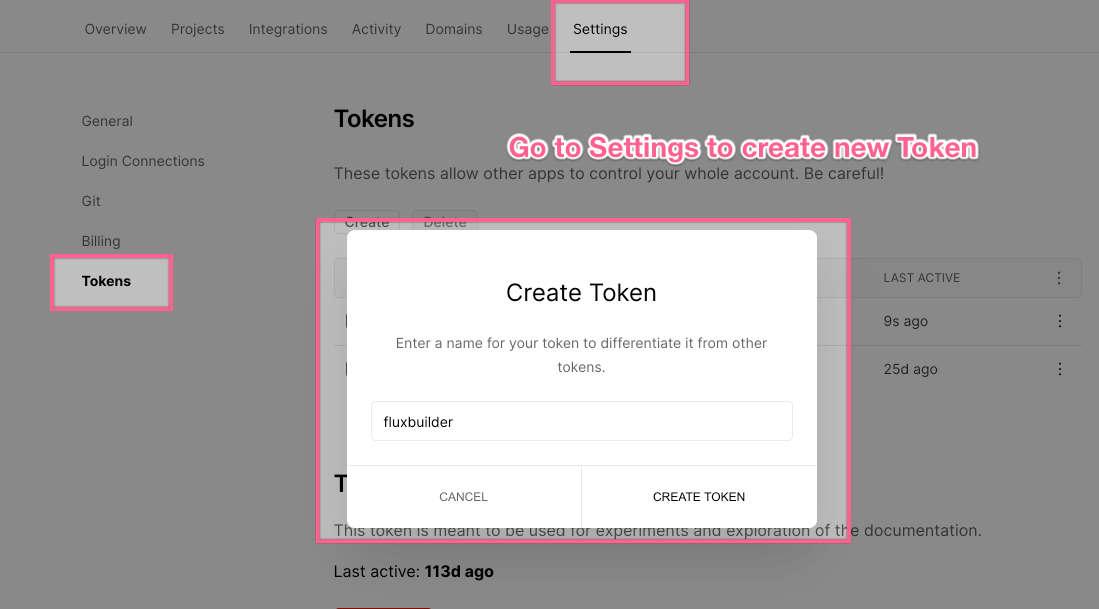 Overview Projects Integrations Activity Domains Usage Settings
General
Login Connections
Git
Billing
Tokens
Tokens
Go to Settings to create new Token
These tokens allow other apps to control your whole account. Be careful!
Create Delete
LAST ACTIVE
9s ago
25d ago
Create Token
Enter a name for your token to differentiate it from other
tokens.
fluxbuilder
CANCEL CREATE TOKEN
This token is meant to be used for experiments and exploration of the documentation.
Last active: 113d ago